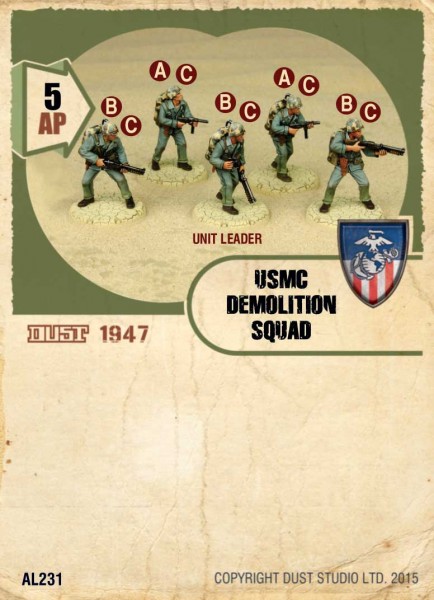 5
AP
A C
A C
B C
B C
B C
UNIT LEADER
USMC
DEMOLITION
SQUAD
DUST 1947
AL231
COPYRIGHT DUST STUDIO LTD. 2015